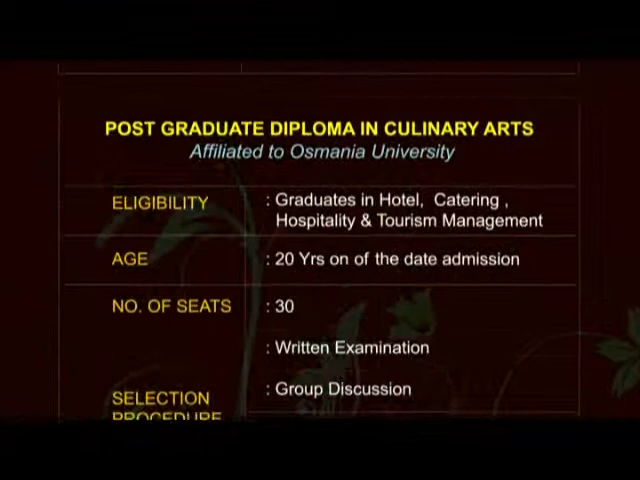 POST GRADUATE DIPLOMA IN CULINARY ARTS
Affiliated to Osmania University
ELIGIBILITY : Graduates in Hotel, Catering ,
Hospitality & Tourism Management
AGE : 20 Yrs on of the date admission
NO. OF SEATS : 30
: Written Examination
: Group Discussion
SELECTION
PROCEDURE